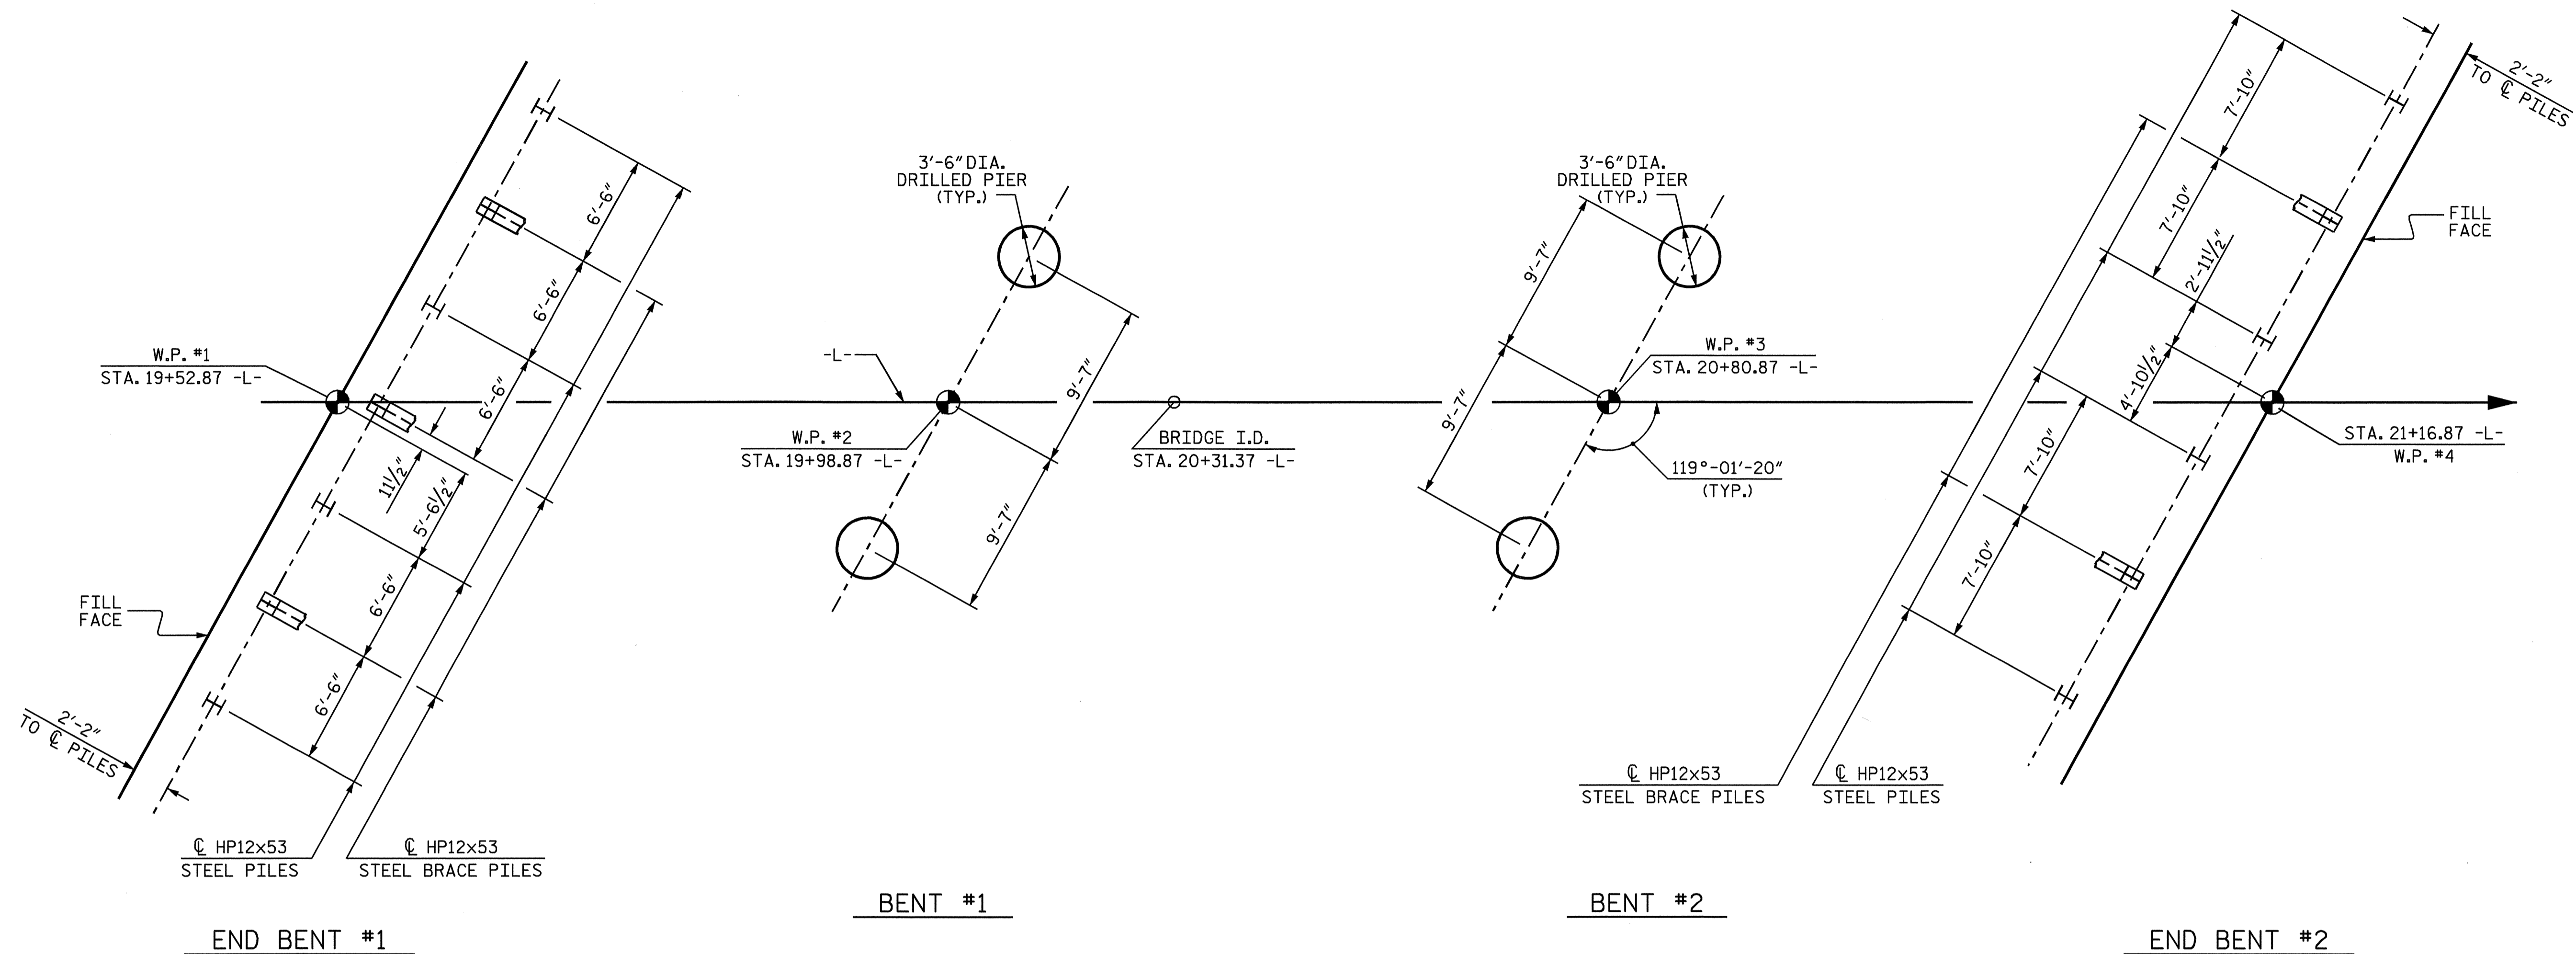 6'-6"
6'-6"
6'-6"
W.P. #1
STA. 19+52.87 -L-
11½"
5'-6½"
6'-6"
6'-6"
FILL
FACE
2'-2"
TO ℄ PILES
℄ HP12x53
STEEL PILES
℄ HP12x53
STEEL BRACE PILES
END BENT #1
3'-6" DIA.
DRILLED PIER
(TYP.)
-L-
9'-7"
9'-7"
W.P. #2
STA. 19+98.87 -L-
BRIDGE I.D.
STA. 20+31.37 -L-
BENT #1
3'-6" DIA.
DRILLED PIER
(TYP.)
9'-7"
9'-7"
W.P. #3
STA. 20+80.87 -L-
119°-01'-20"
(TYP.)
BENT #2
7'-10"
7'-10"
2'-11½"
4'-10½"
7'-10"
7'-10"
2'-2"
TO ℄ PILES
FILL
FACE
STA. 21+16.87 -L-
W.P. #4
℄ HP12x53
STEEL BRACE PILES
℄ HP12x53
STEEL PILES
END BENT #2